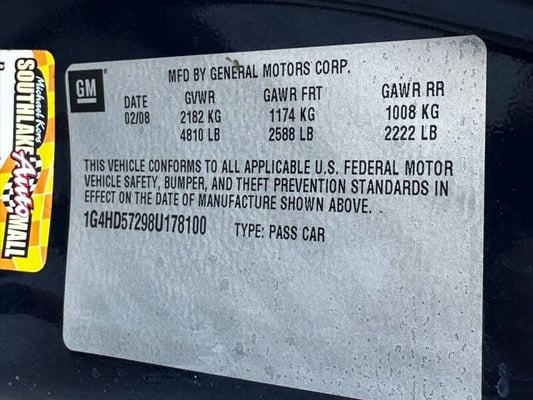 GM
MFD BY GENERAL MOTORS CORP.
DATE GVWR GAWR FRT GAWR RR
02/08 2182 KG 1174 KG 1008 KG
4810 LB 2588 LB 2222 LB
THIS VEHICLE CONFORMS TO ALL APPLICABLE U.S. FEDERAL MOTOR
VEHICLE SAFETY, BUMPER, AND THEFT PREVENTION STANDARDS IN
EFFECT ON THE DATE OF MANUFACTURE SHOWN ABOVE.
1G4HD57298U178100 TYPE: PASS CAR
Michael Kors
SOUTHLAKE
Auto
MALL